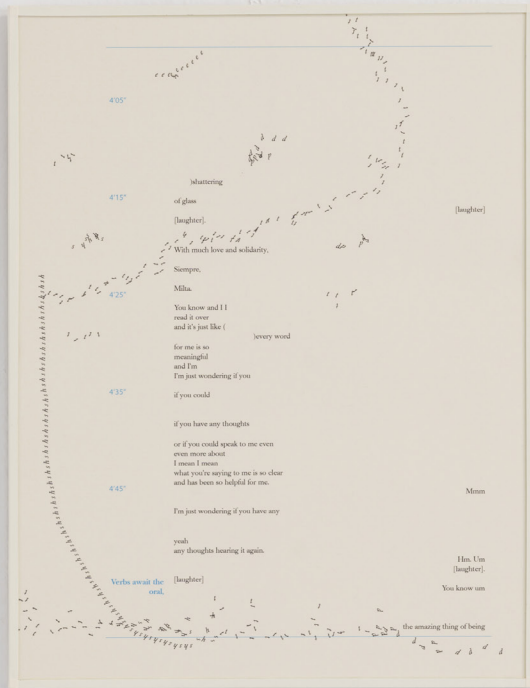 4'05"
)shattering
4'15"
of glass
[laughter]
[laughter].
With much love and solidarity,
Siempre,
Milta.
4'25"
You know and I I
read it over
and it's just like (
)every word
for me is so
meaningful
and I'm
I'm just wondering if you
4'35"
if you could
if you have any thoughts
or if you could speak to me even
even more about
I mean I mean
what you're saying to me is so clear
and has been so helpful for me.
4'45"
Mmm
I'm just wondering if you have any
yeah
any thoughts hearing it again.
Hm. Um
[laughter].
Verbs await the
oral.
[laughter]
You know um
the amazing thing of being